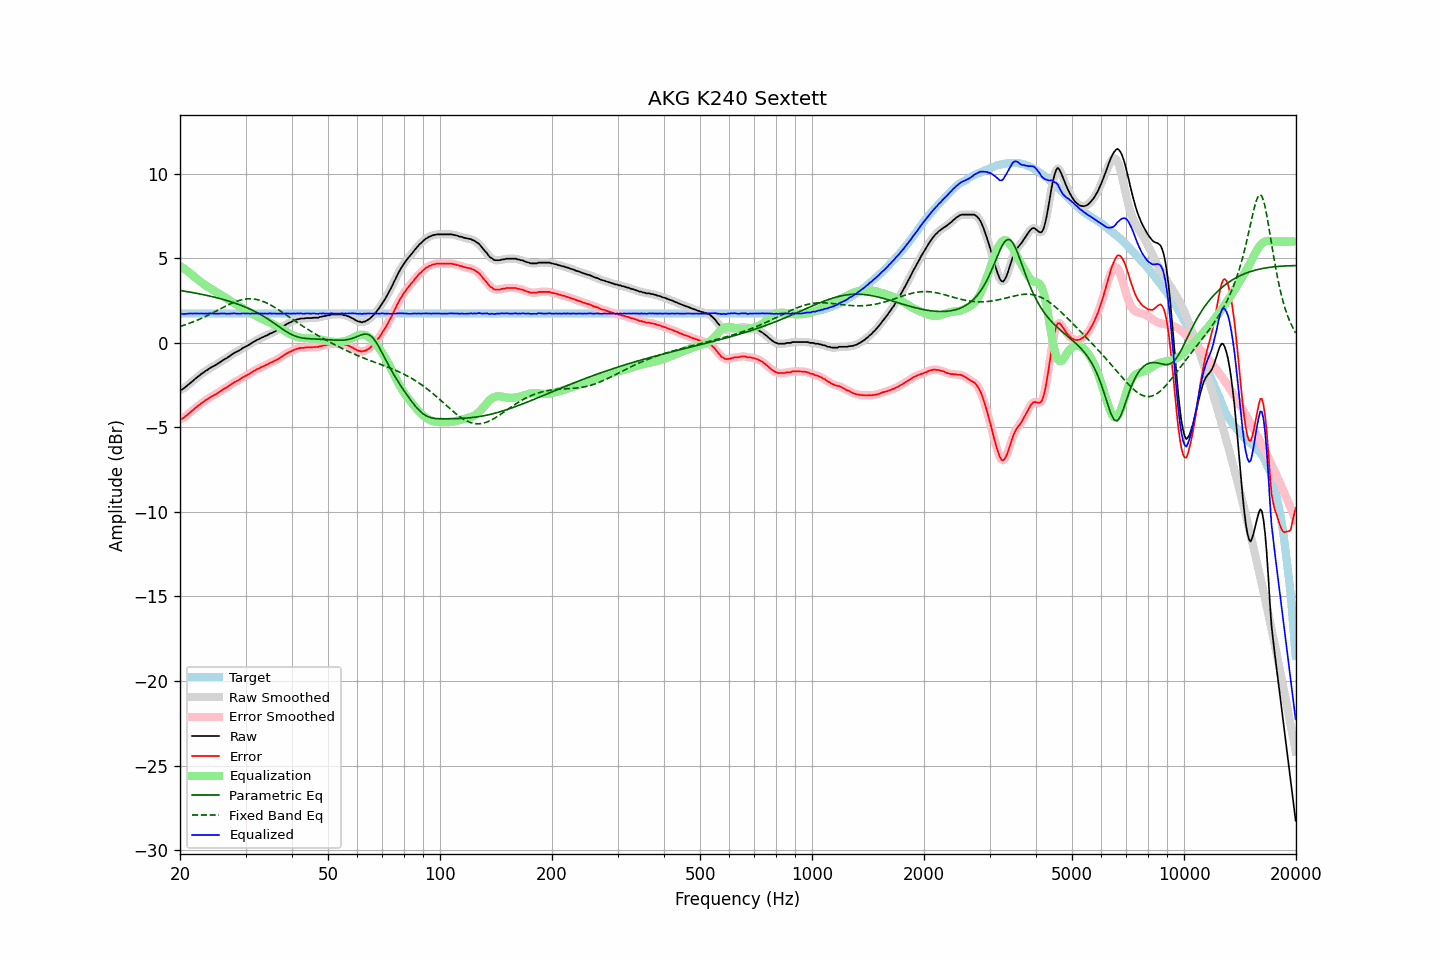 AKG K240 Sextett
Amplitude (dBr)
10
5
0
−5
−10
−15
−20
−25
−30
Target
Raw Smoothed
Error Smoothed
Raw
Error
Equalization
Parametric Eq
Fixed Band Eq
Equalized
20 50 100 200 500 1000 2000 5000 10000 20000
Frequency (Hz)